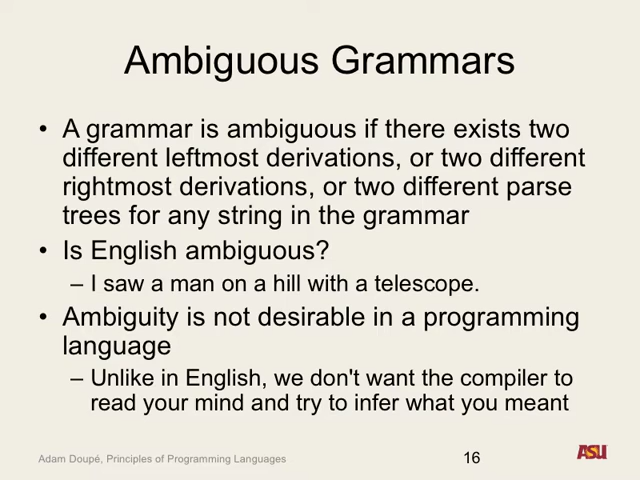 Ambiguous Grammars
• A grammar is ambiguous if there exists two
different leftmost derivations, or two different
rightmost derivations, or two different parse
trees for any string in the grammar
• Is English ambiguous?
– I saw a man on a hill with a telescope.
• Ambiguity is not desirable in a programming
language
– Unlike in English, we don't want the compiler to
read your mind and try to infer what you meant
Adam Doupé, Principles of Programming Languages
16
ASU